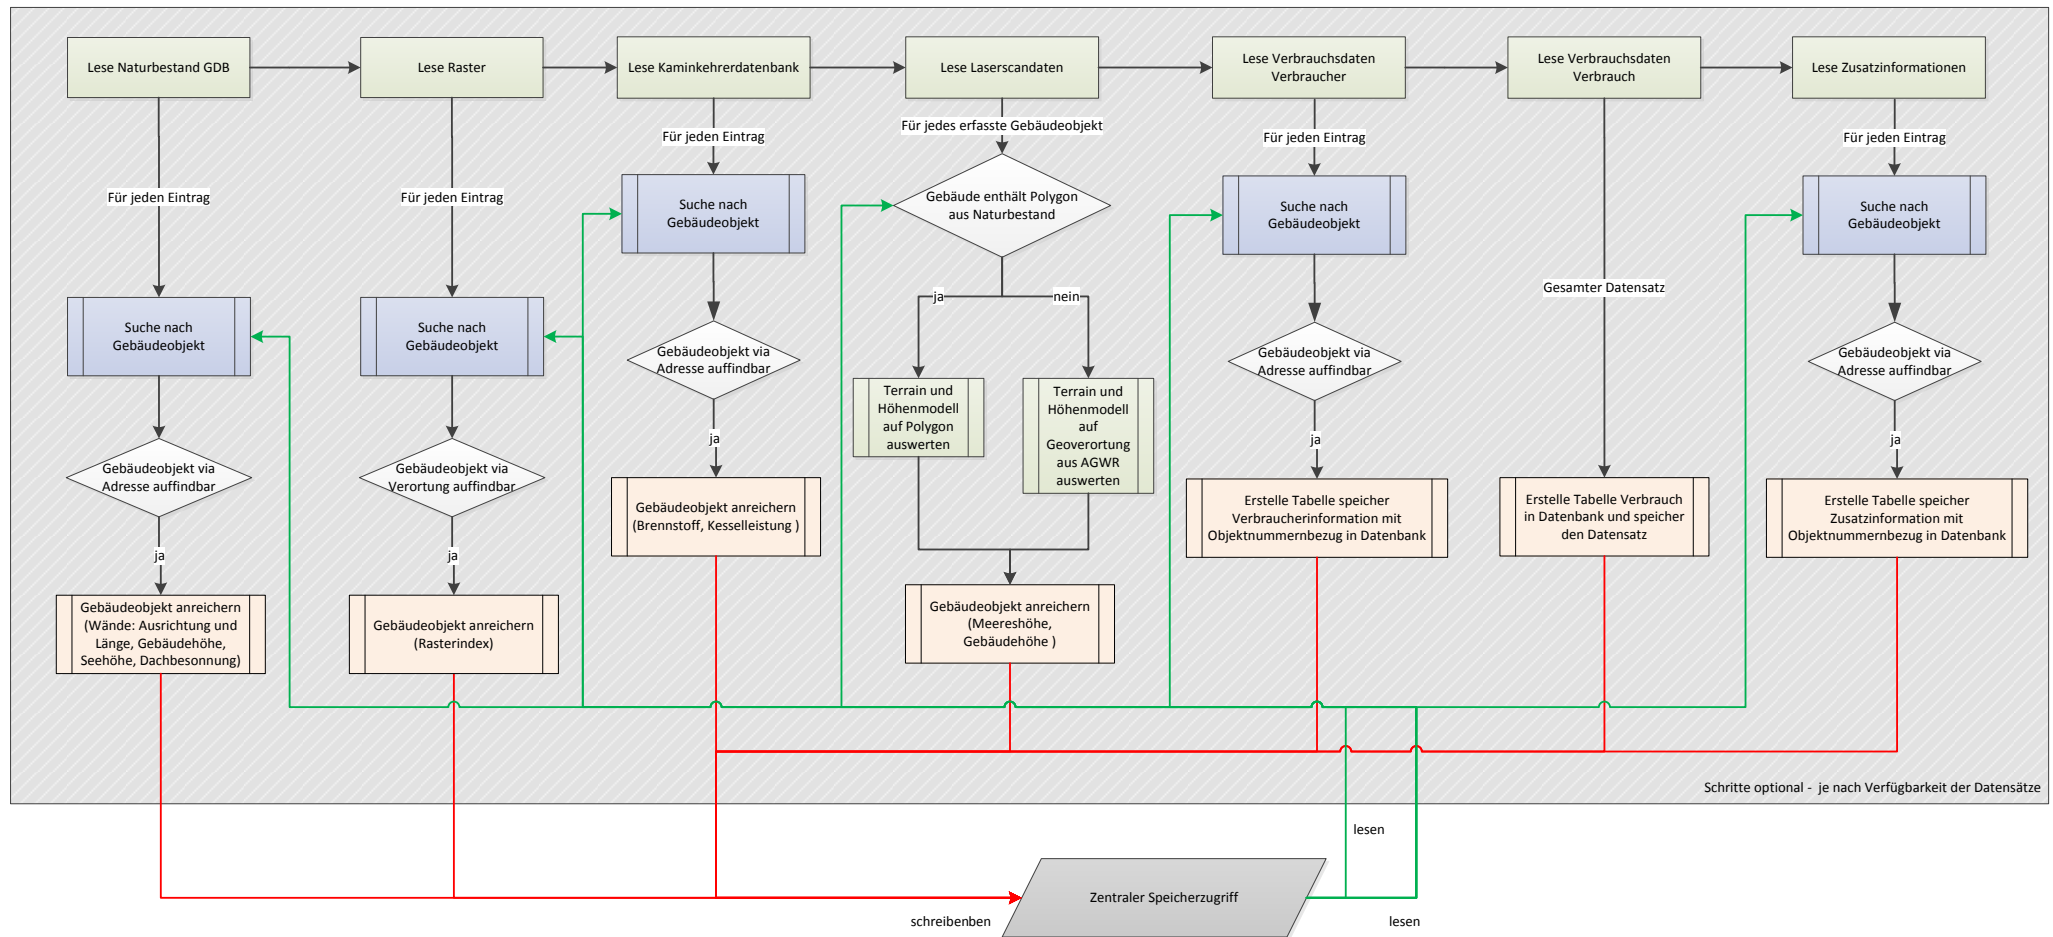 Lese Naturbestand GDB
Lese Raster
Lese Kaminkehrerdatenbank
Lese Laserscandaten
Lese Verbrauchsdaten
Verbraucher
Lese Verbrauchsdaten
Verbrauch
Lese Zusatzinformationen
Für jeden Eintrag
Für jeden Eintrag
Für jeden Eintrag
Für jedes erfasste Gebäudeobjekt
Für jeden Eintrag
Gesamter Datensatz
Für jeden Eintrag
Suche nach
Gebäudeobjekt
Suche nach
Gebäudeobjekt
Suche nach
Gebäudeobjekt
Gebäude enthält Polygon
aus Naturbestand
Suche nach
Gebäudeobjekt
Suche nach
Gebäudeobjekt
ja
nein
Gebäudeobjekt via
Adresse auffindbar
Gebäudeobjekt via
Verortung auffindbar
Gebäudeobjekt via
Adresse auffindbar
Terrain und
Höhenmodell
auf Polygon
auswerten
Terrain und
Höhenmodell
auf
Geoverortung
aus AGWR
auswerten
Gebäudeobjekt via
Adresse auffindbar
Gebäudeobjekt via
Adresse auffindbar
ja
ja
ja
ja
ja
Gebäudeobjekt anreichern
(Wände: Ausrichtung und
Länge, Gebäudehöhe,
Seehöhe, Dachbesonnung)
Gebäudeobjekt anreichern
(Rasterindex)
Gebäudeobjekt anreichern
(Brennstoff, Kesselleistung )
Gebäudeobjekt anreichern
(Meereshöhe,
Gebäudehöhe )
Erstelle Tabelle speicher
Verbraucherinformation mit
Objektnummernbezug in Datenbank
Erstelle Tabelle Verbrauch
in Datenbank und speicher
den Datensatz
Erstelle Tabelle speicher
Zusatzinformation mit
Objektnummernbezug in Datenbank
Schritte optional - je nach Verfügbarkeit der Datensätze
lesen
Zentraler Speicherzugriff
schreibenben
lesen